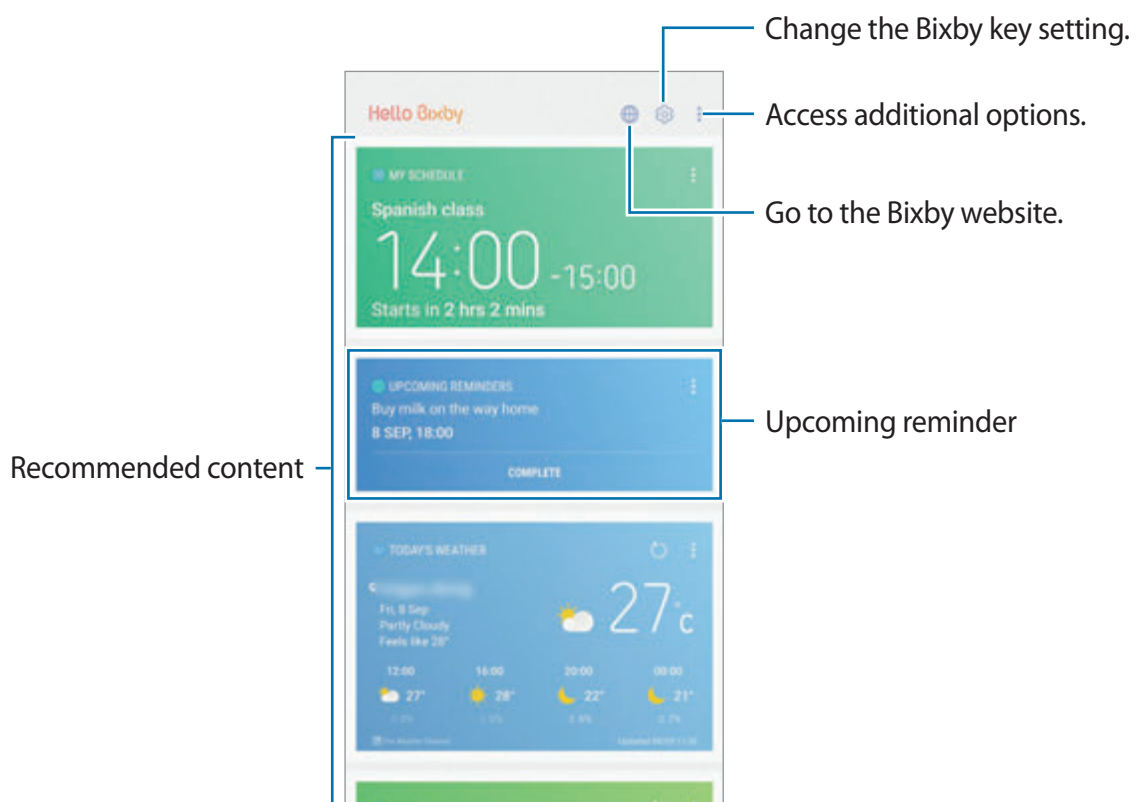 Change the Bixby key setting.
Hello Bixby
Access additional options.
MY SCHEDULE
Spanish class
Go to the Bixby website.
14:00 -15:00
Starts in 2 hrs 2 mins
UPCOMING REMINDERS
Buy milk on the way home
8 SEP, 18:00
Upcoming reminder
COMPLETE
Recommended content
TODAY'S WEATHER
27°c
Fri, 8 Sep
Partly Cloudy
Feels like 28°
12:00 16:00 20:00 00:00
27° 28° 22° 21°